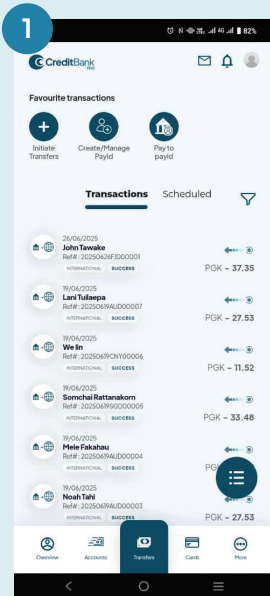 1
4G 82%
CreditBank
PNG
Favourite transactions
Initiate
Transfers
Create/Manage
PayId
Pay to
payid
Transactions
Scheduled
26/06/2025
John Tawake
Ref# : 20250626FJD00001
INTERNATIONAL SUCCESS
PGK - 37.35
19/06/2025
Lani Tuilaepa
Ref# : 20250619AUD00007
INTERNATIONAL SUCCESS
PGK - 27.53
19/06/2025
We lin
Ref# : 20250619CNY00006
INTERNATIONAL SUCCESS
PGK - 11.52
19/06/2025
Somchai Rattanakorn
Ref# : 20250619SGD00005
INTERNATIONAL SUCCESS
PGK - 33.48
19/06/2025
Mele Fakahau
Ref# : 20250619AUD00004
INTERNATIONAL SUCCESS
19/06/2025
Noah Tahi
Ref# : 20250619AUD00003
INTERNATIONAL SUCCESS
PGK - 27.53
Overview
Accounts
Transfers
Cards
More